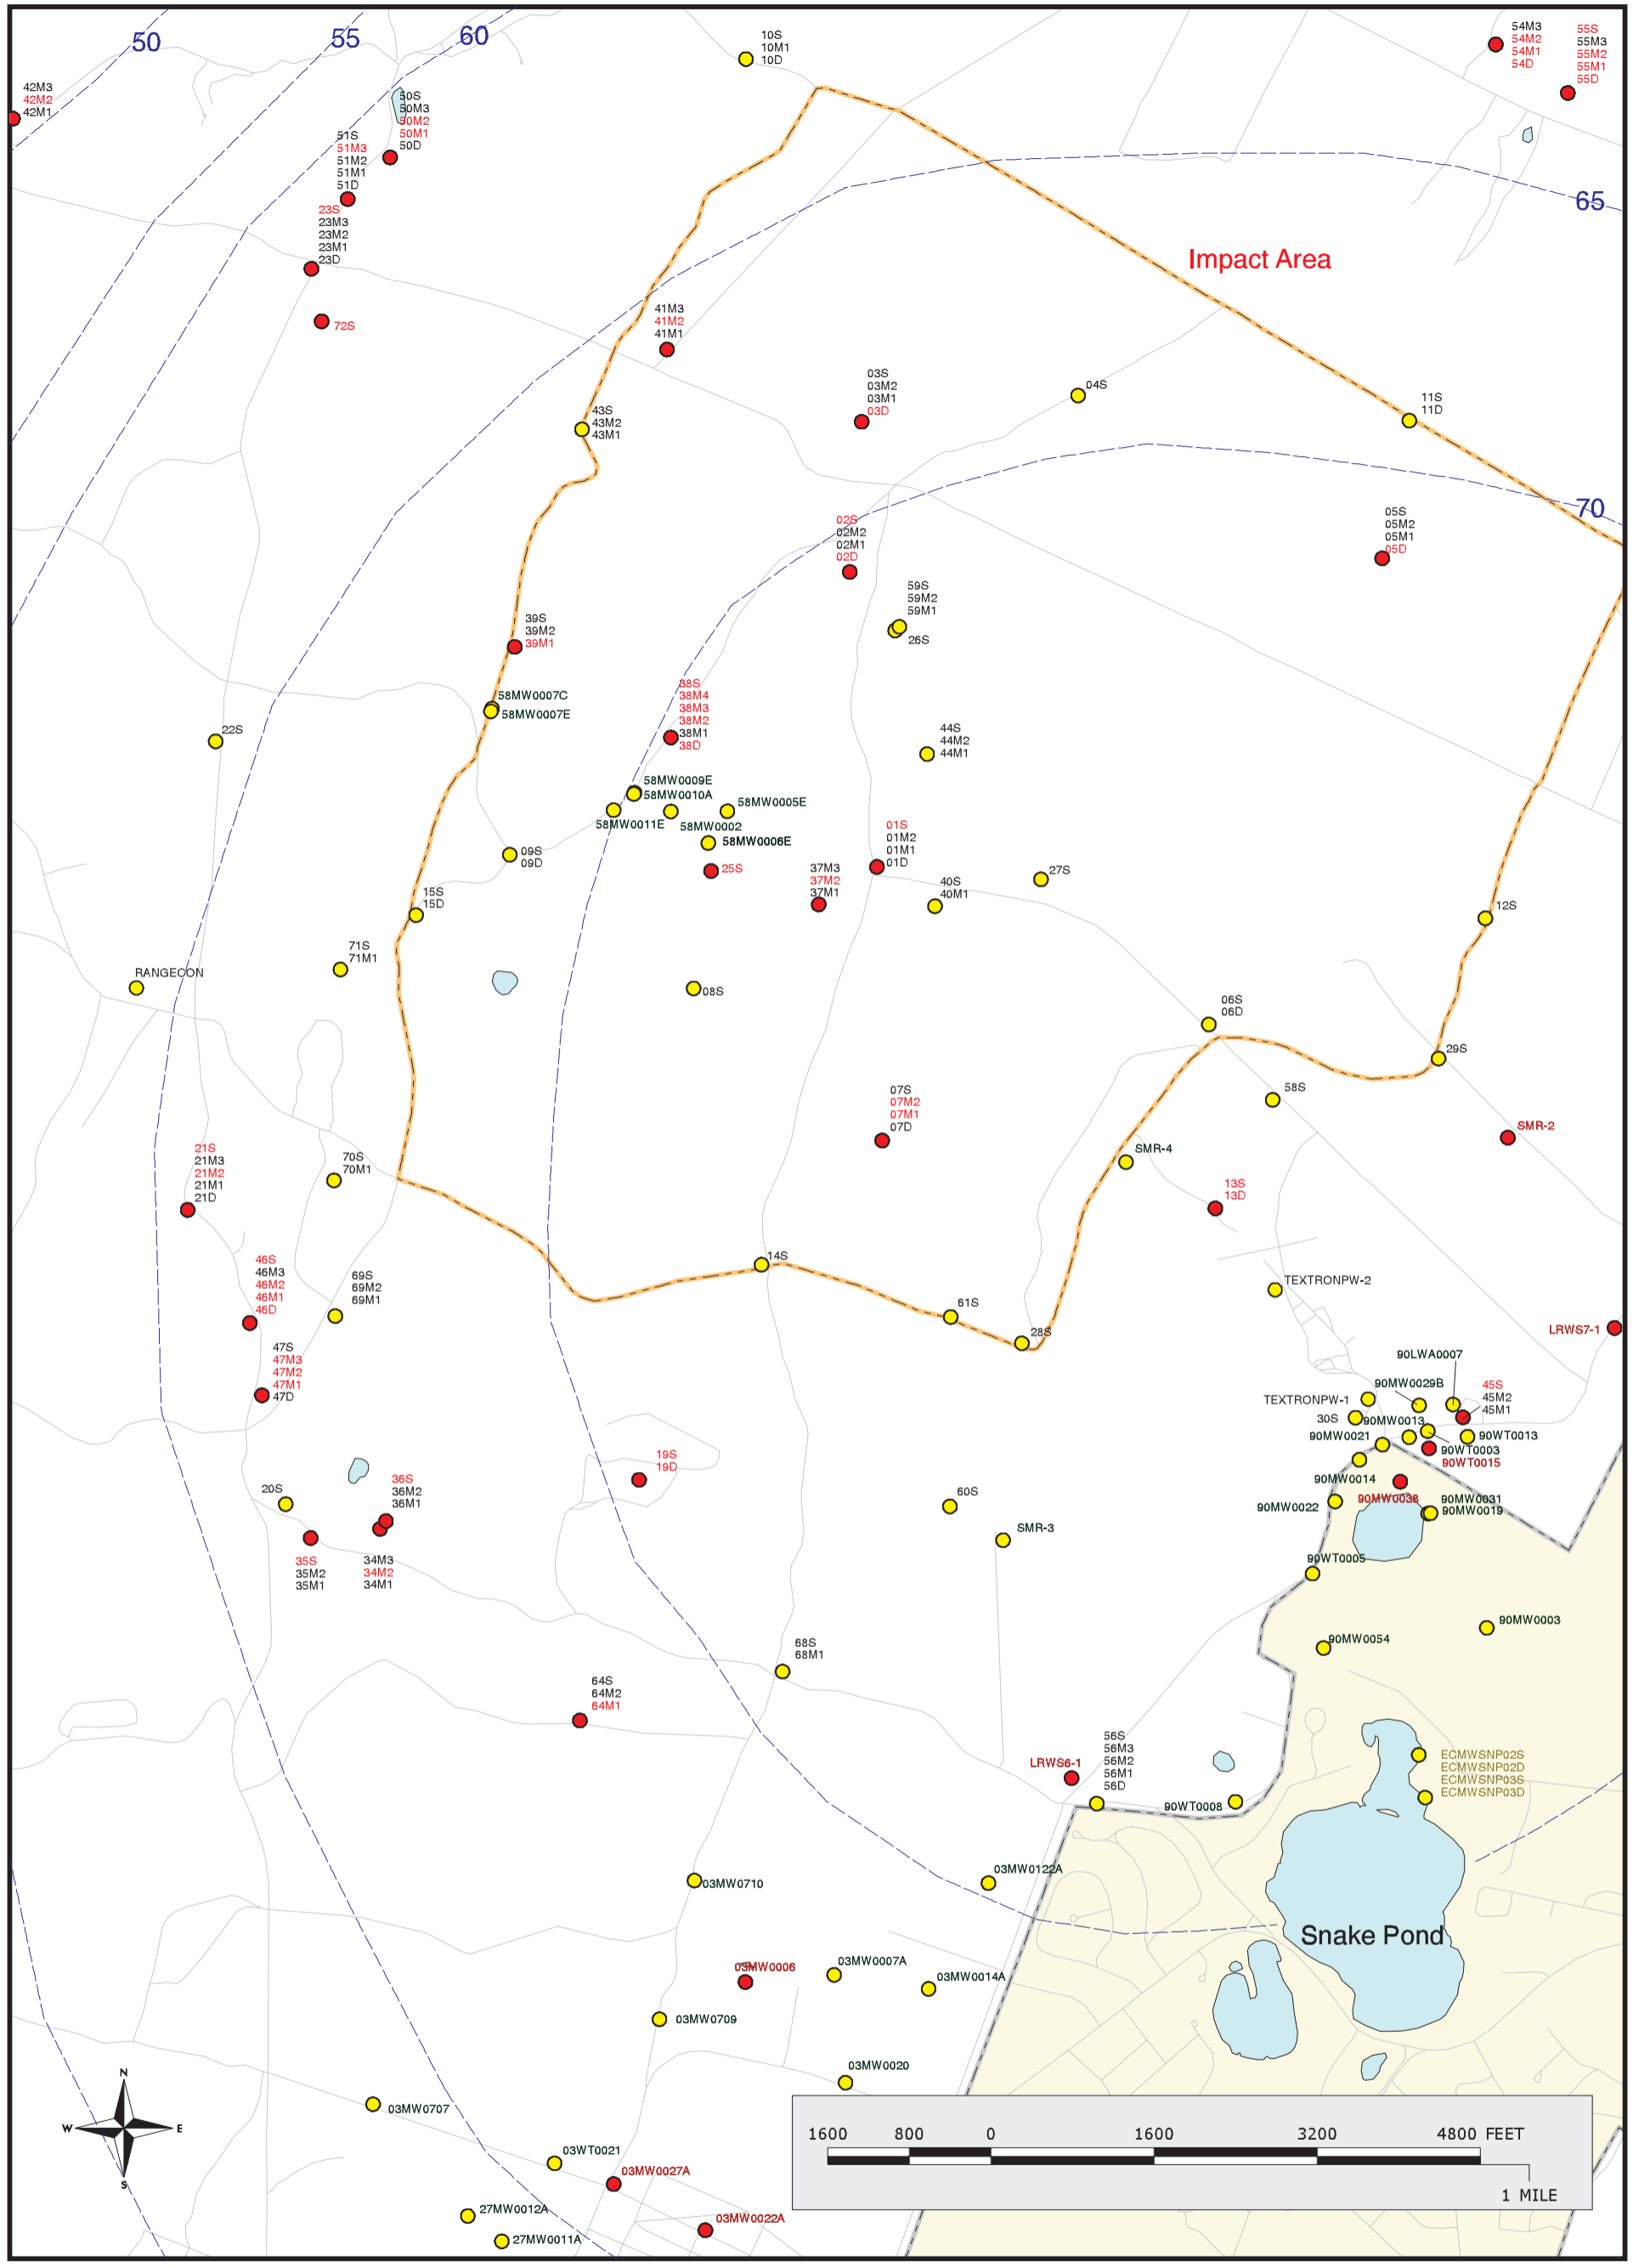 50
55
60
10S
10M1
10D
54M3
54M2
54M1
54D
55S
55M3
55M2
55M1
55D
42M3
42M2
42M1
50S
50M3
50M2
50M1
50D
51S
51M3
51M2
51M1
51D
65
23S
23M3
23M2
23M1
23D
Impact Area
72S
41M3
41M2
41M1
03S
03M2
03M1
03D
04S
11S
11D
43S
43M2
43M1
70
02S
02M2
02M1
02D
05S
05M2
05M1
05D
59S
59M2
59M1
26S
39S
39M2
39M1
58MW0007C
58MW0007E
38S
38M4
38M3
38M2
38M1
38D
22S
44S
44M2
44M1
58MW0009E
58MW0010A
58MW0005E
58MW0011E
58MW0002
58MW0006E
01S
01M2
01M1
01D
09S
09D
25S
37M3
37M2
37M1
27S
40S
40M1
15S
15D
12S
71S
71M1
RANGECON
08S
06S
06D
29S
58S
07S
07M2
07M1
07D
SMR-2
SMR-4
21S
21M3
21M2
21M1
21D
70S
70M1
13S
13D
14S
46S
46M3
46M2
46M1
46D
69S
69M2
69M1
TEXTRONPW-2
61S
28S
LRWS7-1
47S
47M3
47M2
47M1
47D
90LWA0007
90MW0029B
45S
45M2
45M1
TEXTRONPW-1
30S
90MW0013
90MW0021
90WT0013
90WT0003
90WT0015
19S
19D
90MW0014
36S
36M2
36M1
20S
60S
90MW0022
90MW0038
90MW0031
90MW0019
SMR-3
35S
35M2
35M1
34M3
34M2
34M1
90WT0005
90MW0003
90MW0054
68S
68M1
64S
64M2
64M1
56S
56M3
56M2
56M1
56D
LRWS6-1
90WT0008
ECMWSNP02S
ECMWSNP02D
ECMWSNP03S
ECMWSNP03D
03MW0710
03MW0122A
Snake Pond
03MW0006
03MW0007A
03MW0014A
03MW0709
03MW0020
N
W
E
S
03MW0707
1600 800 0 1600 3200 4800 FEET
1 MILE
03WT0021
03MW0027A
27MW0012A
03MW0022A
27MW0011A